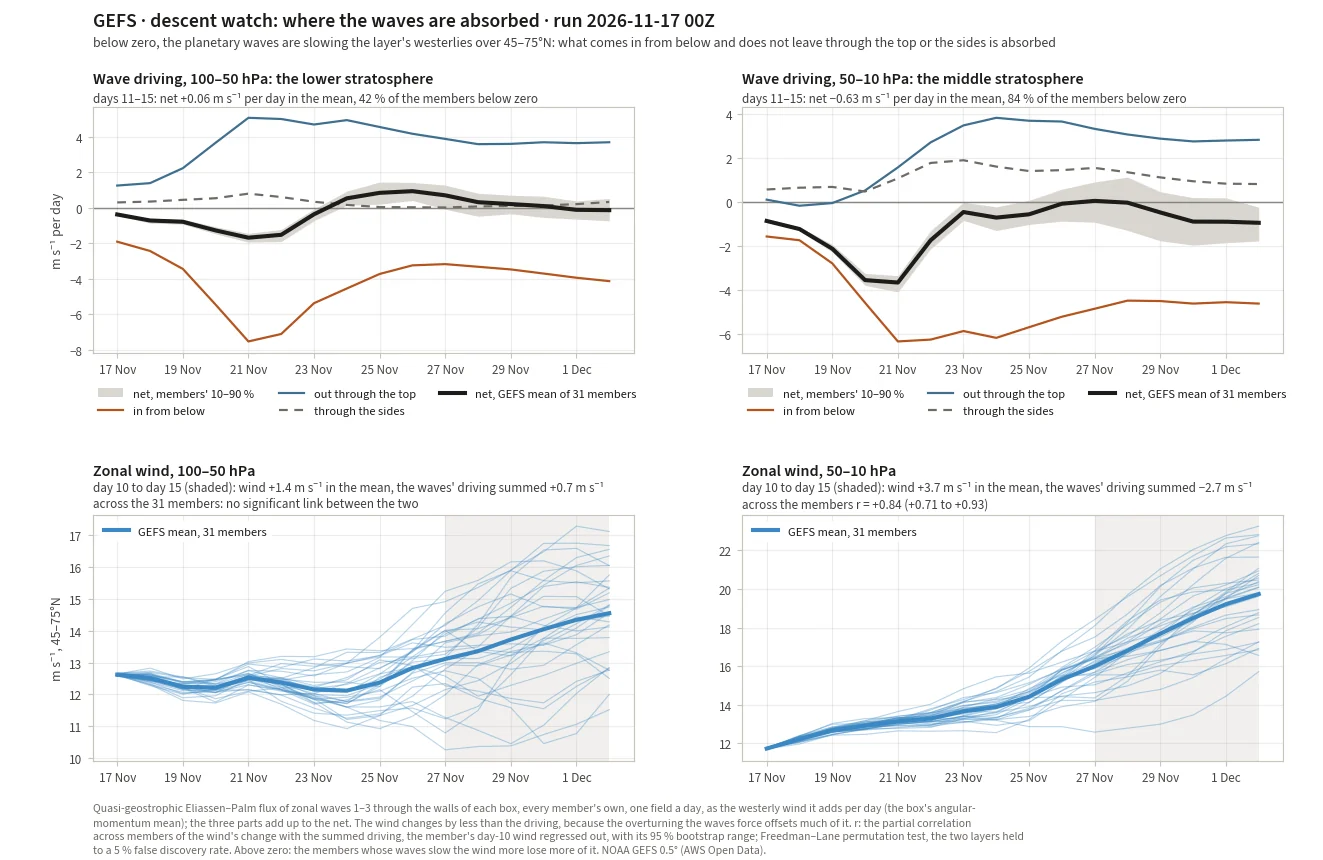 GEFS · descent watch: where the waves are absorbed · run 2026-11-17 00Z
below zero, the planetary waves are slowing the layer's westerlies over 45–75°N: what comes in from below and does not leave through the top or the sides is absorbed
Wave driving, 100–50 hPa: the lower stratosphere
days 11–15: net +0.06 m s⁻¹ per day in the mean, 42 % of the members below zero
4
2
0
−2
−4
−6
−8
m s⁻¹ per day
17 Nov
19 Nov
21 Nov
23 Nov
25 Nov
27 Nov
29 Nov
1 Dec
net, members' 10–90 %
in from below
out through the top
through the sides
net, GEFS mean of 31 members
Wave driving, 50–10 hPa: the middle stratosphere
days 11–15: net −0.63 m s⁻¹ per day in the mean, 84 % of the members below zero
4
2
0
−2
−4
−6
17 Nov
19 Nov
21 Nov
23 Nov
25 Nov
27 Nov
29 Nov
1 Dec
net, members' 10–90 %
in from below
out through the top
through the sides
net, GEFS mean of 31 members
Zonal wind, 100–50 hPa
day 10 to day 15 (shaded): wind +1.4 m s⁻¹ in the mean, the waves' driving summed +0.7 m s⁻¹
across the 31 members: no significant link between the two
GEFS mean, 31 members
17
16
15
14
13
12
11
10
m s⁻¹, 45–75°N
17 Nov
19 Nov
21 Nov
23 Nov
25 Nov
27 Nov
29 Nov
1 Dec
Zonal wind, 50–10 hPa
day 10 to day 15 (shaded): wind +3.7 m s⁻¹ in the mean, the waves' driving summed −2.7 m s⁻¹
across the members r = +0.84 (+0.71 to +0.93)
GEFS mean, 31 members
22
20
18
16
14
12
17 Nov
19 Nov
21 Nov
23 Nov
25 Nov
27 Nov
29 Nov
1 Dec
Quasi-geostrophic Eliassen–Palm flux of zonal waves 1–3 through the walls of each box, every member's own, one field a day, as the westerly wind it adds per day (the box's angular-
momentum mean); the three parts add up to the net. The wind changes by less than the driving, because the overturning the waves force offsets much of it. r: the partial correlation
across members of the wind's change with the summed driving, the member's day-10 wind regressed out, with its 95 % bootstrap range; Freedman–Lane permutation test, the two layers held
to a 5 % false discovery rate. Above zero: the members whose waves slow the wind more lose more of it. NOAA GEFS 0.5° (AWS Open Data).